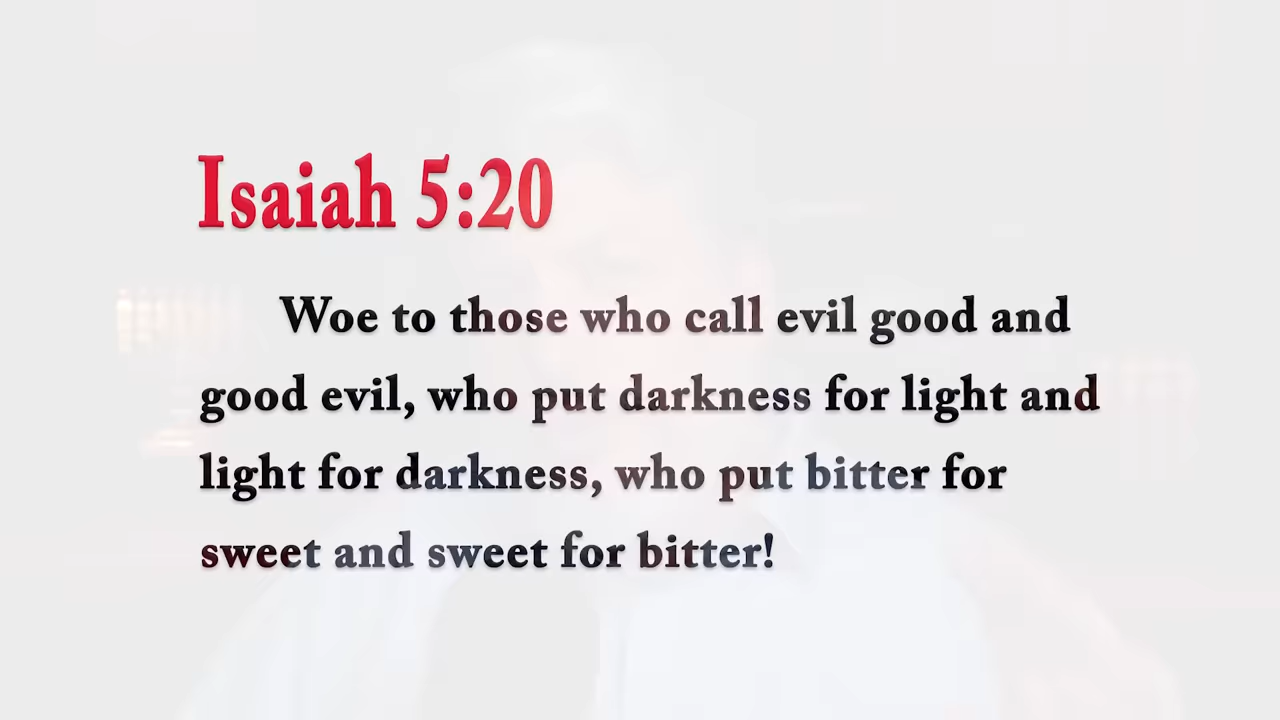 Isaiah 5:20
Woe to those who call evil good and
good evil, who put darkness for light and
light for darkness, who put bitter for
sweet and sweet for bitter!